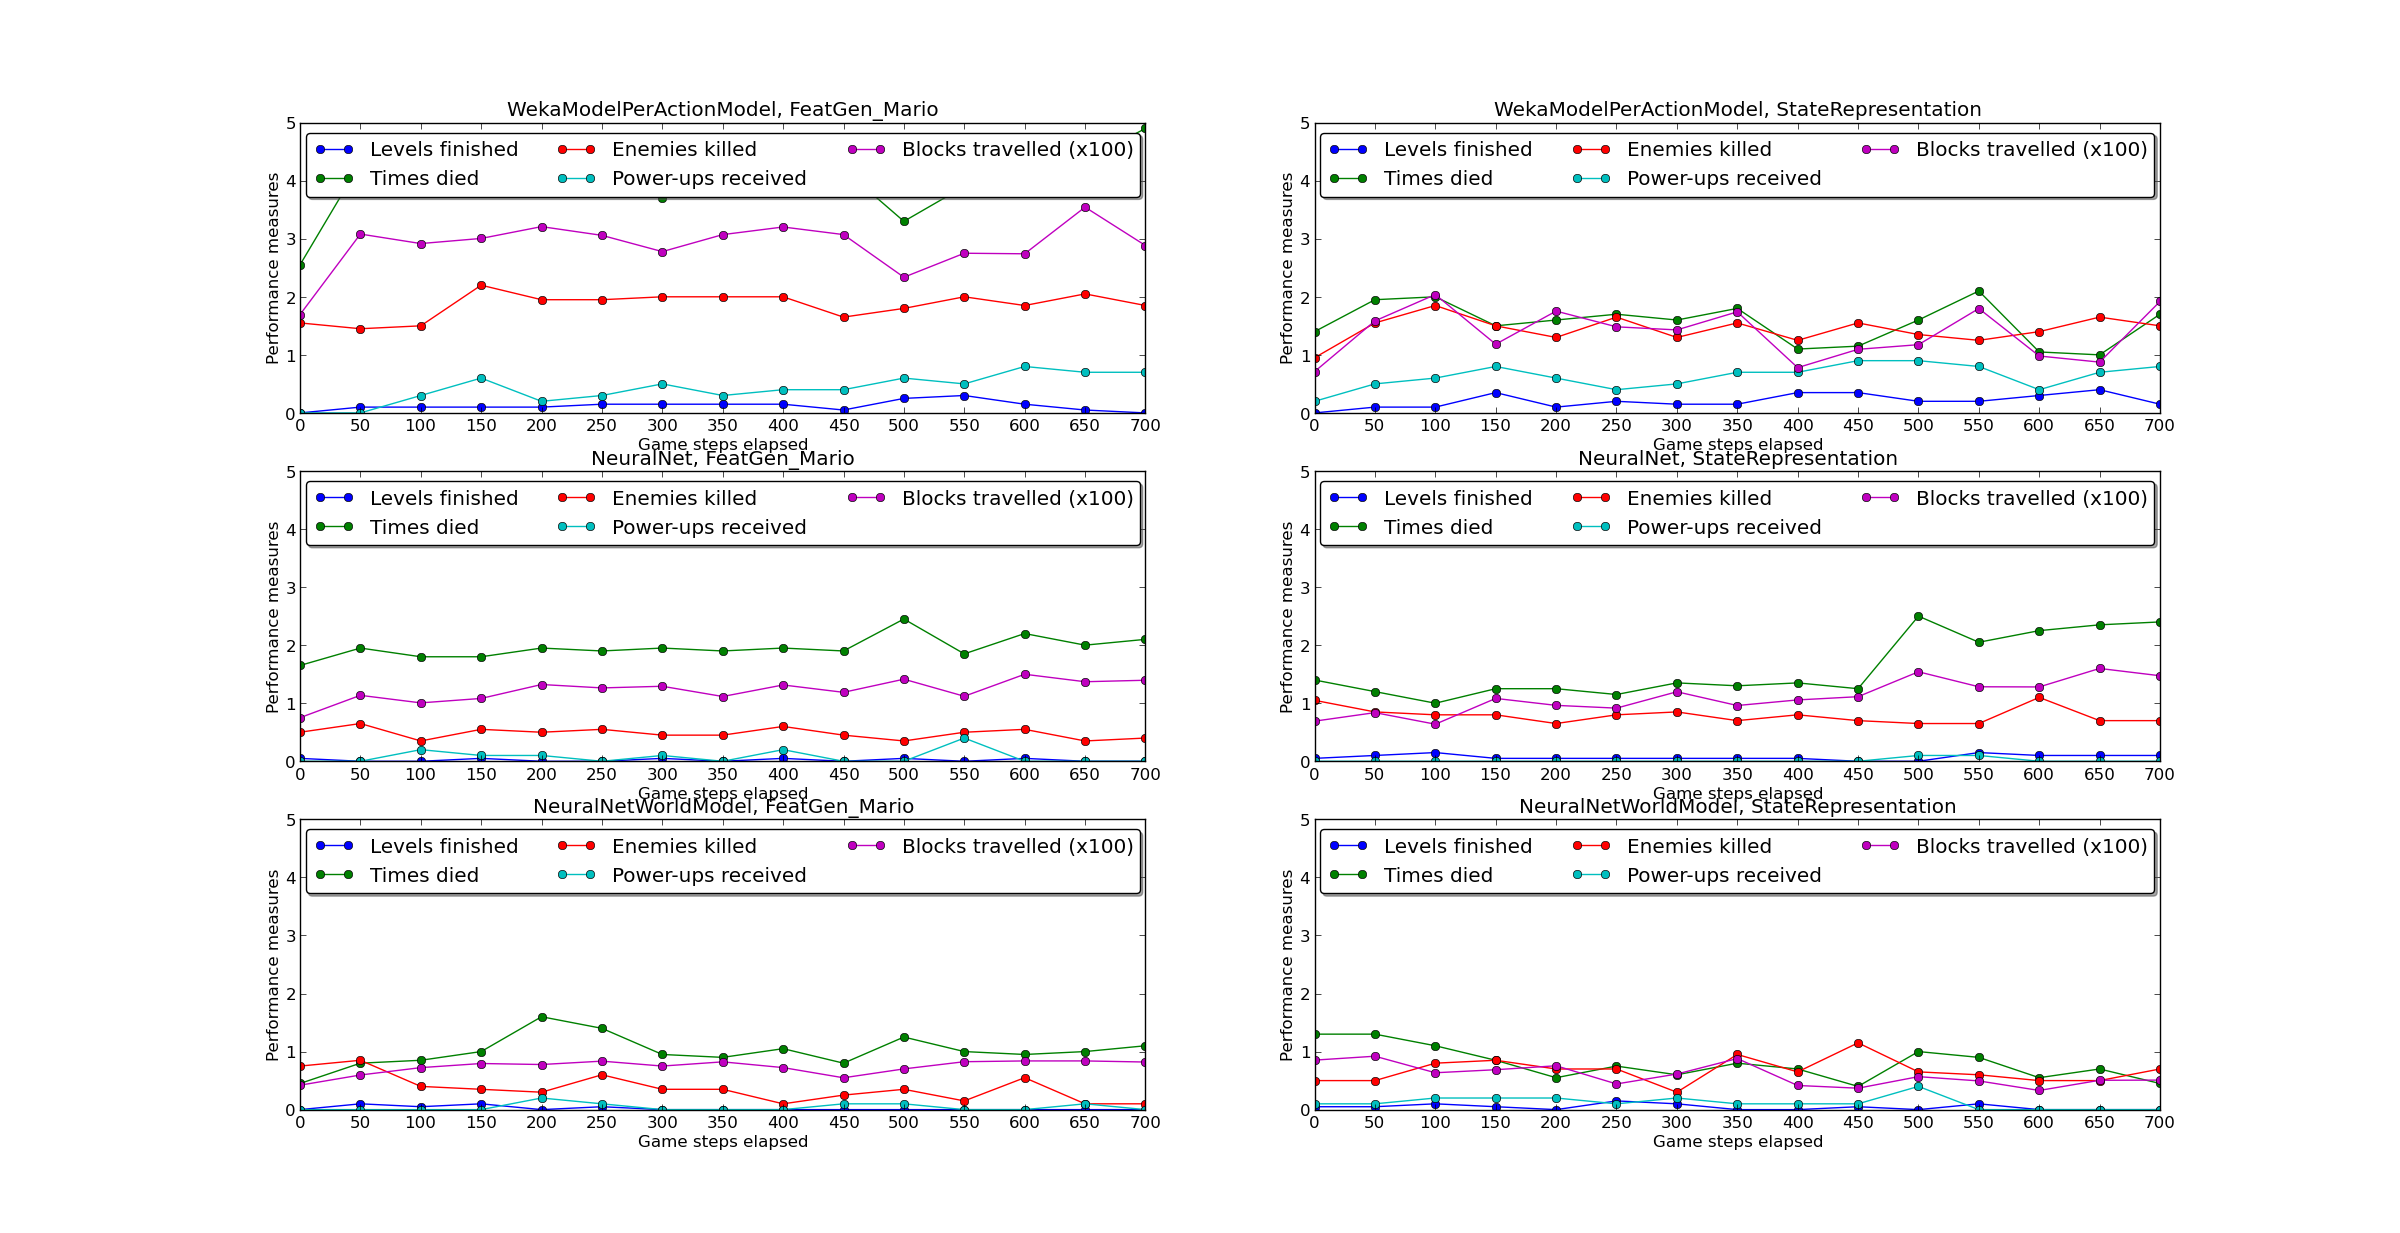 WekaModelPerActionModel, FeatGen_Mario
Performance measures
5
4
3
2
1
0
Levels finished Enemies killed Blocks travelled (x100)
Times died Power-ups received
0 50 100 150 200 250 300 350 400 450 500 550 600 650 700
Game steps elapsed
WekaModelPerActionModel, StateRepresentation
Performance measures
5
4
3
2
1
0
Levels finished Enemies killed Blocks travelled (x100)
Times died Power-ups received
0 50 100 150 200 250 300 350 400 450 500 550 600 650 700
Game steps elapsed
NeuralNet, FeatGen_Mario
Performance measures
5
4
3
2
1
0
Levels finished Enemies killed Blocks travelled (x100)
Times died Power-ups received
0 50 100 150 200 250 300 350 400 450 500 550 600 650 700
Game steps elapsed
NeuralNet, StateRepresentation
Performance measures
5
4
3
2
1
0
Levels finished Enemies killed Blocks travelled (x100)
Times died Power-ups received
0 50 100 150 200 250 300 350 400 450 500 550 600 650 700
Game steps elapsed
NeuralNetWorldModel, FeatGen_Mario
Performance measures
5
4
3
2
1
0
Levels finished Enemies killed Blocks travelled (x100)
Times died Power-ups received
0 50 100 150 200 250 300 350 400 450 500 550 600 650 700
Game steps elapsed
NeuralNetWorldModel, StateRepresentation
Performance measures
5
4
3
2
1
0
Levels finished Enemies killed Blocks travelled (x100)
Times died Power-ups received
0 50 100 150 200 250 300 350 400 450 500 550 600 650 700
Game steps elapsed